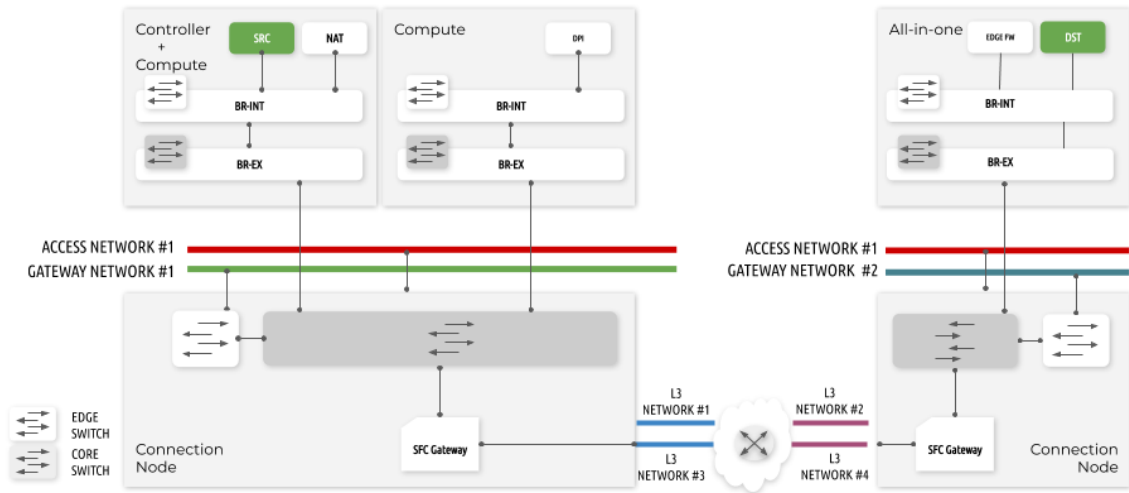 Controller
+
Compute
SRC
NAT
BR-INT
BR-EX
Compute
DPI
BR-INT
BR-EX
All-in-one
EDGE FW
DST
BR-INT
BR-EX
ACCESS NETWORK #1
GATEWAY NETWORK #1
ACCESS NETWORK #1
GATEWAY NETWORK #2
EDGE
SWITCH
CORE
SWITCH
Connection
Node
SFC Gateway
L3
NETWORK #1
L3
NETWORK #3
L3
NETWORK #2
L3
NETWORK #4
SFC Gateway
Connection
Node